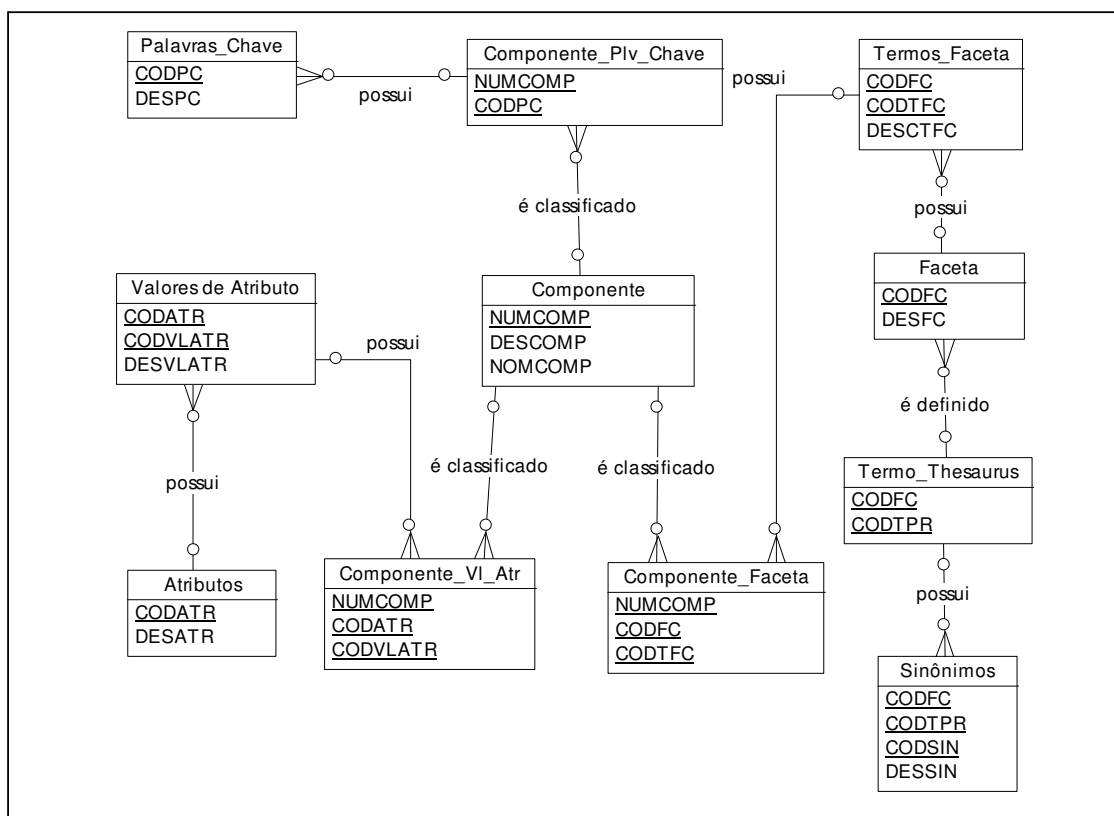 Palavras_Chave
CODPC
DESPC
possui
Componente_Plv_Chave
NUMCOMP
CODPC
possui
Termos_Faceta
CODFC
CODTFC
DESCTFC
é classificado
possui
Valores de Atributo
CODATR
CODVLATR
DESVLATR
possui
Componente
NUMCOMP
DESCOMP
NOMCOMP
Faceta
CODFC
DESFC
possui
é classificado
é classificado
é definido
Termo_Thesaurus
CODFC
CODTPR
Atributos
CODATR
DESATR
Componente_Vl_Atr
NUMCOMP
CODATR
CODVLATR
Componente_Faceta
NUMCOMP
CODFC
CODTFC
possui
Sinônimos
CODFC
CODTPR
CODSIN
DESSIN